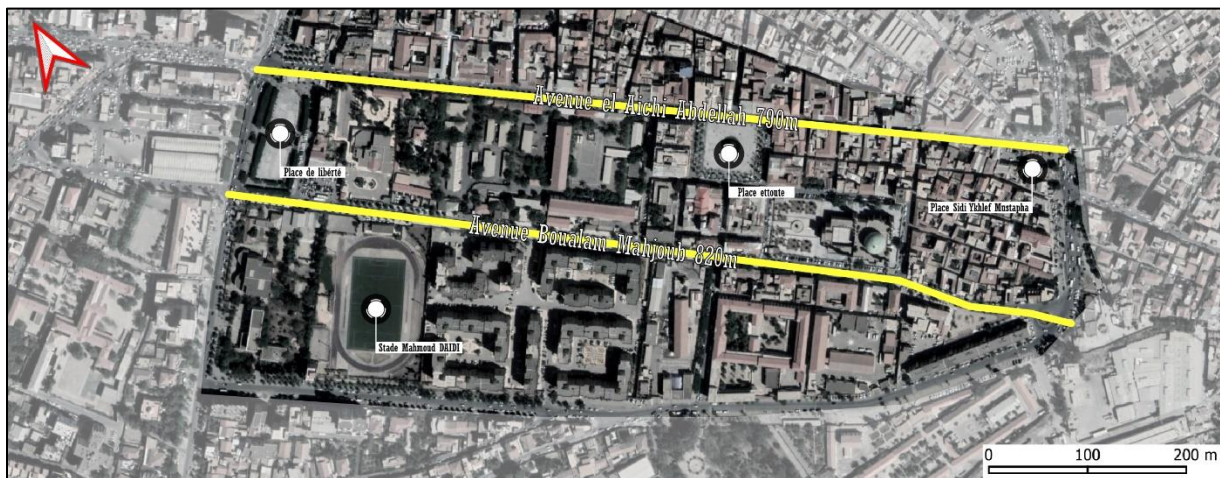 Avenue el Aichi Abdellah 790m
Place de libérté
Place ettoute
Place Sidi Ykhlef Mustapha
Avenue Boualam Mahjoub 820m
Stade Mahmoud DAIDI
0 100 200 m